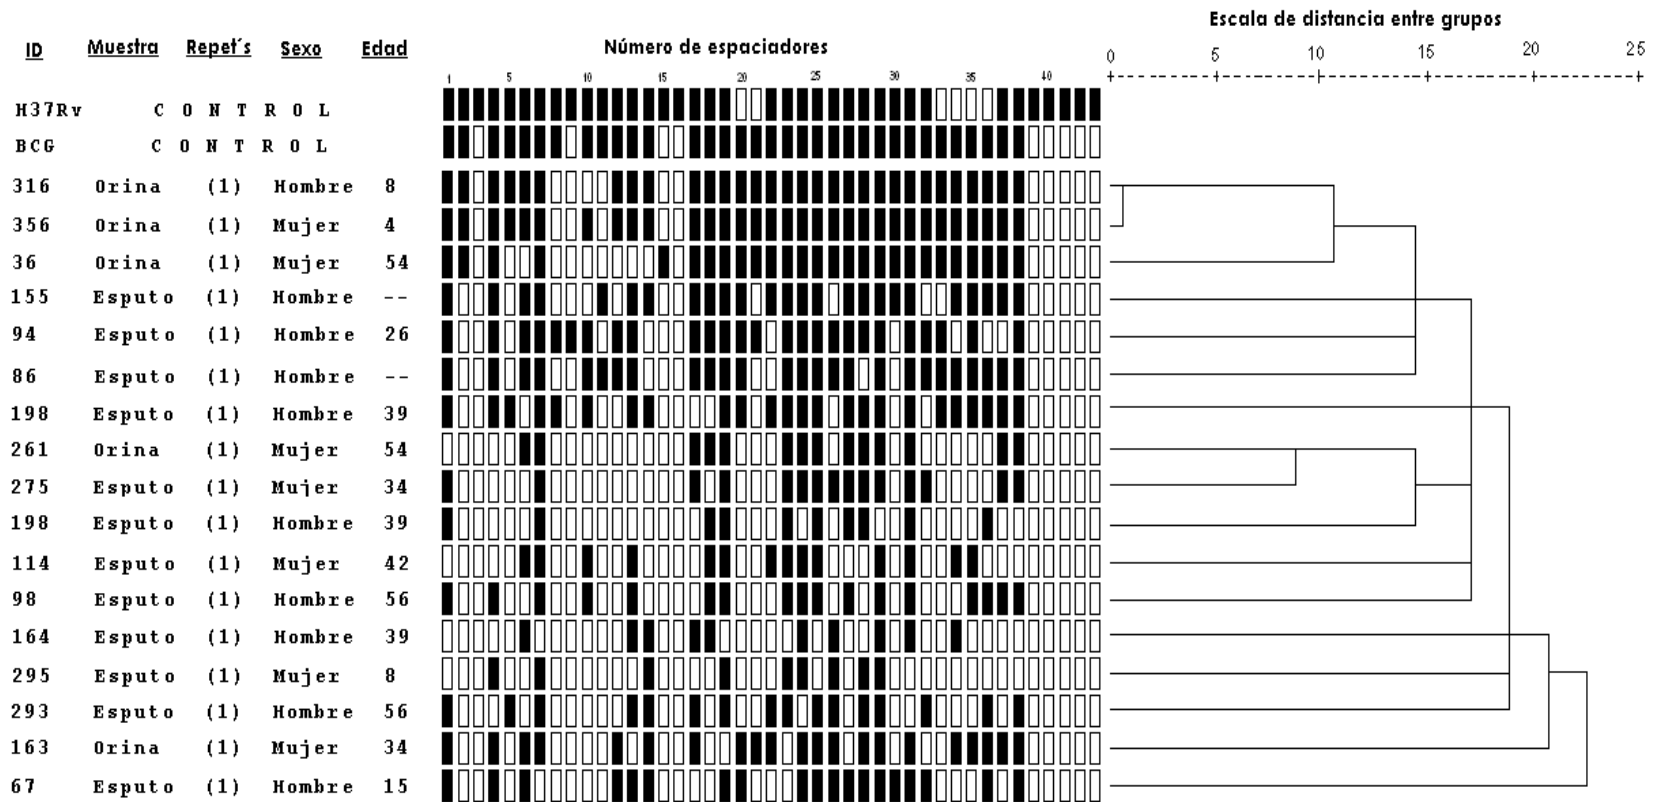 Escala de distancia entre grupos
ID Muestra Repet´s Sexo Edad Número de espaciadores 0 5 10 15 20 25
1 5 10 15 20 25 30 35 40
H37Rv C O N T R O L
BCG C O N T R O L
316 Orina (1) Hombre 8
356 Orina (1) Mujer 4
36 Orina (1) Mujer 54
155 Esputo (1) Hombre --
94 Esputo (1) Hombre 26
86 Esputo (1) Hombre --
198 Esputo (1) Hombre 39
261 Orina (1) Mujer 54
275 Esputo (1) Mujer 34
198 Esputo (1) Hombre 39
114 Esputo (1) Mujer 42
98 Esputo (1) Hombre 56
164 Esputo (1) Hombre 39
295 Esputo (1) Mujer 8
293 Esputo (1) Hombre 56
163 Orina (1) Mujer 34
67 Esputo (1) Hombre 15